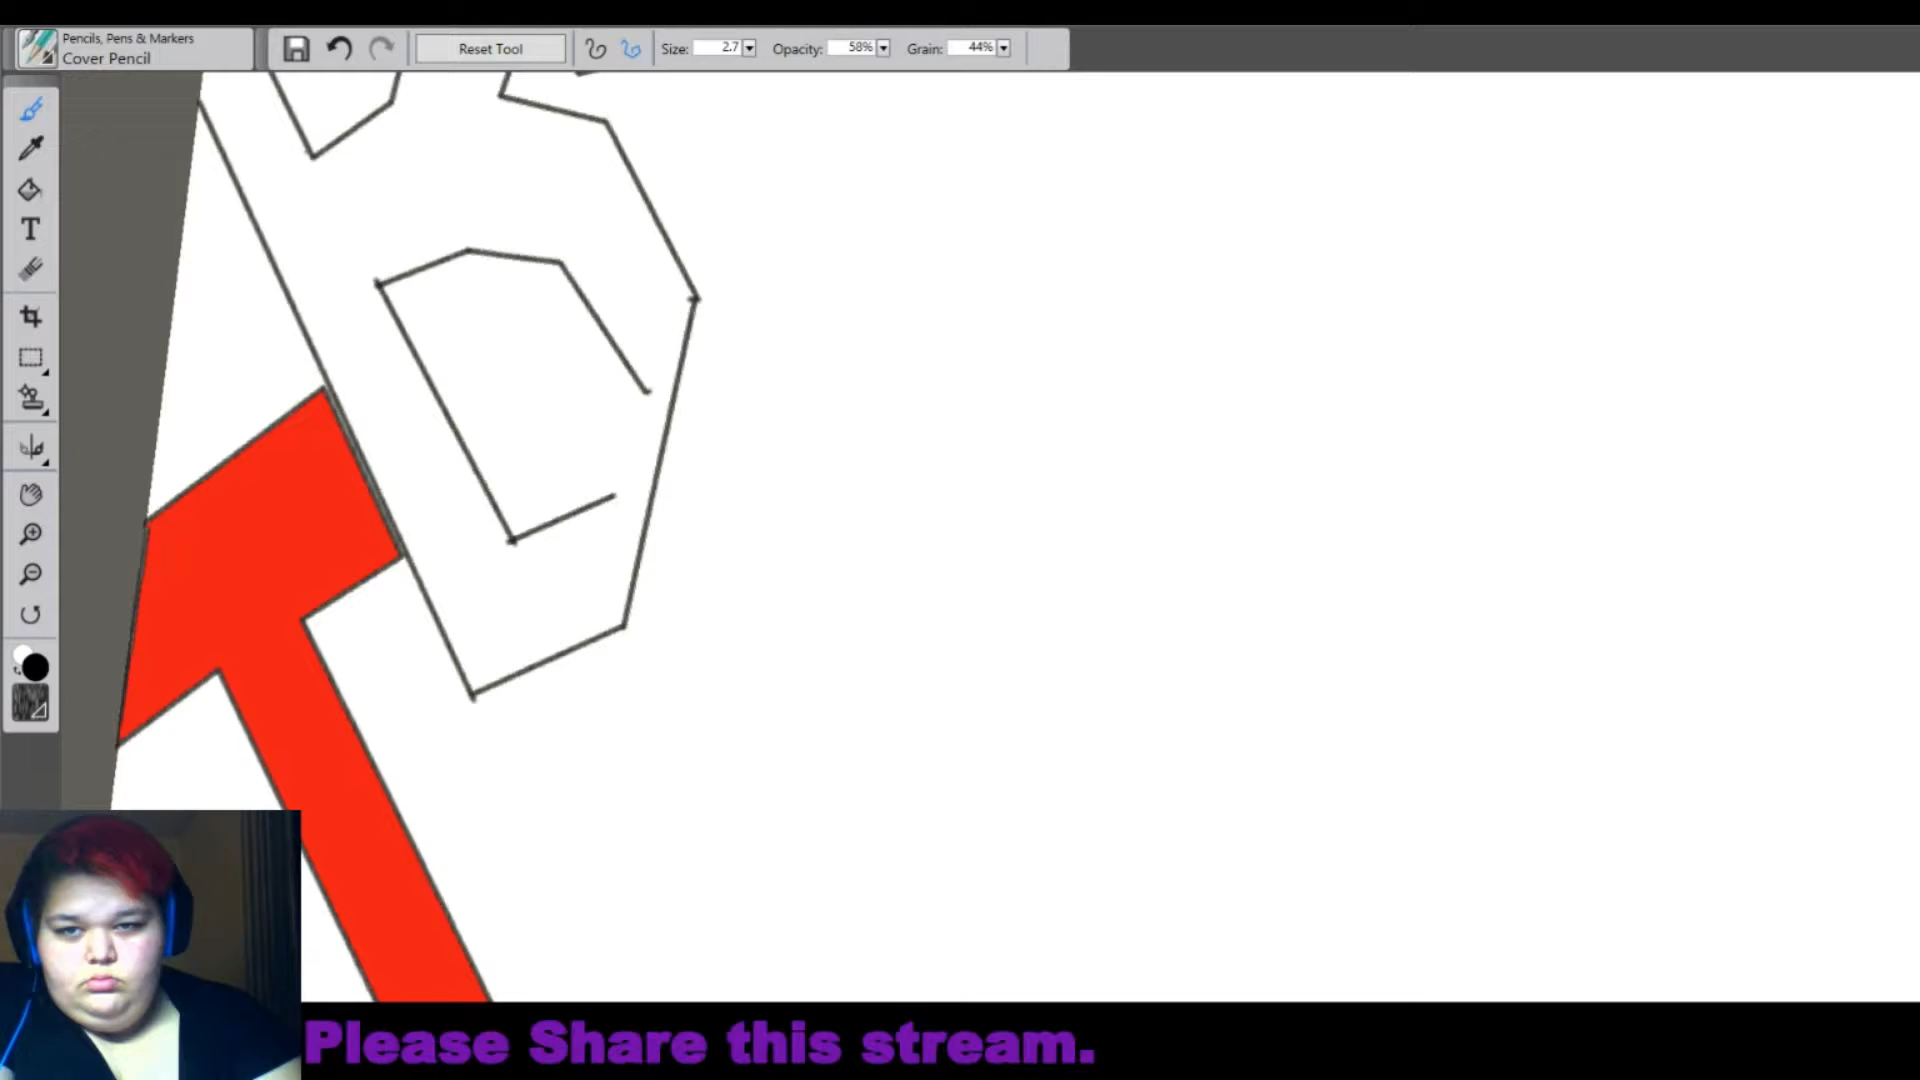 Pencils, Pens & Markers
Cover Pencil
Reset Tool
Size: 2.7
Opacity: 58%
Grain: 44%
T
Please Share this stream.